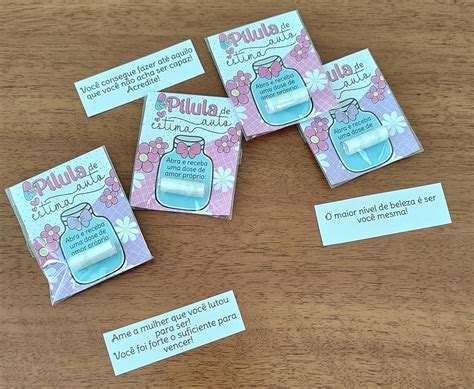 Você consegue fazer até aquilo
que você não acha ser capaz!
Acredite!
Pílula de
auto
estima
Abra e receba
uma dose de
amor próprio:
Pílula de
auto
estima
Abra e receba
uma dose de
amor próprio:
Pílula de
auto
estima
Abra e receba
uma dose de
Pílula de
auto
estima
Abra e receba
uma dose de
amor próprio:
O maior nível de beleza é ser
você mesma!
Ame a mulher que você lutou
para ser!
Você foi forte o suficiente para
vencer!